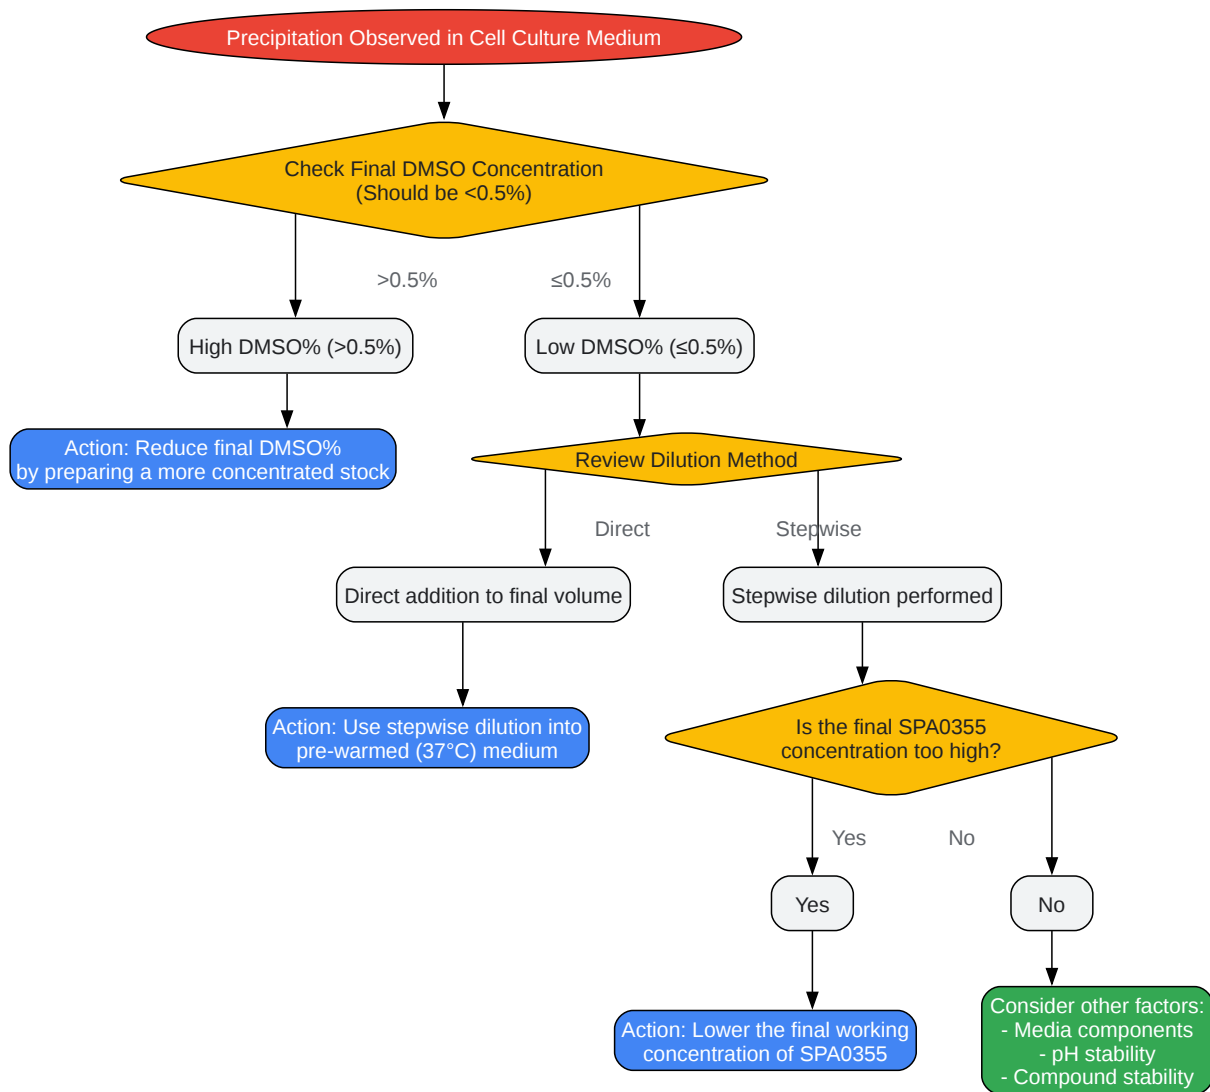 Precipitation Observed in Cell Culture Medium
Check Final DMSO Concentration
(Should be <0.5%)
>0.5%
≤0.5%
High DMSO% (>0.5%)
Low DMSO% (≤0.5%)
Action: Reduce final DMSO%
by preparing a more concentrated stock
Review Dilution Method
Direct
Stepwise
Direct addition to final volume
Stepwise dilution performed
Action: Use stepwise dilution into
pre-warmed (37°C) medium
Is the final SPA0355
concentration too high?
Yes
No
Yes
No
Action: Lower the final working
concentration of SPA0355
Consider other factors:
- Media components
- pH stability
- Compound stability